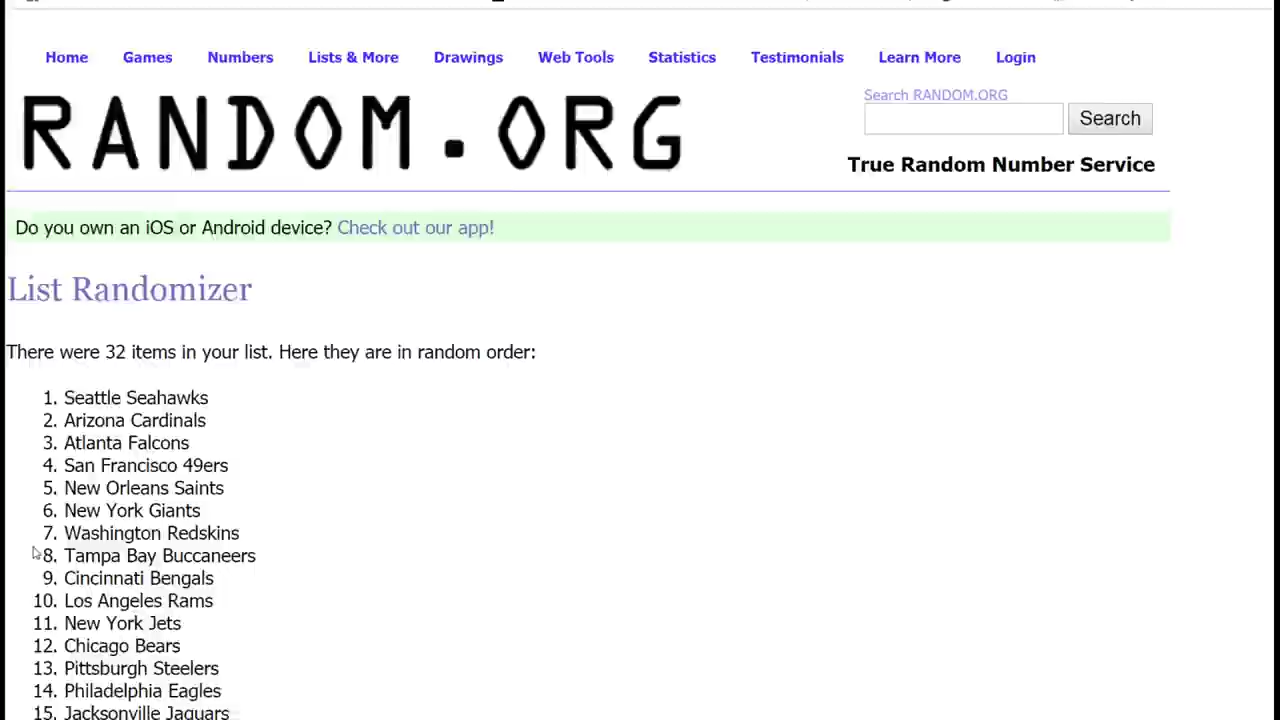 Home Games Numbers Lists & More Drawings Web Tools Statistics Testimonials Learn More Login
RANDOM.ORG
Search RANDOM.ORG
Search
True Random Number Service
Do you own an iOS or Android device? Check out our app!
List Randomizer
There were 32 items in your list. Here they are in random order:
1. Seattle Seahawks
2. Arizona Cardinals
3. Atlanta Falcons
4. San Francisco 49ers
5. New Orleans Saints
6. New York Giants
7. Washington Redskins
8. Tampa Bay Buccaneers
9. Cincinnati Bengals
10. Los Angeles Rams
11. New York Jets
12. Chicago Bears
13. Pittsburgh Steelers
14. Philadelphia Eagles
15. Jacksonville Jaguars